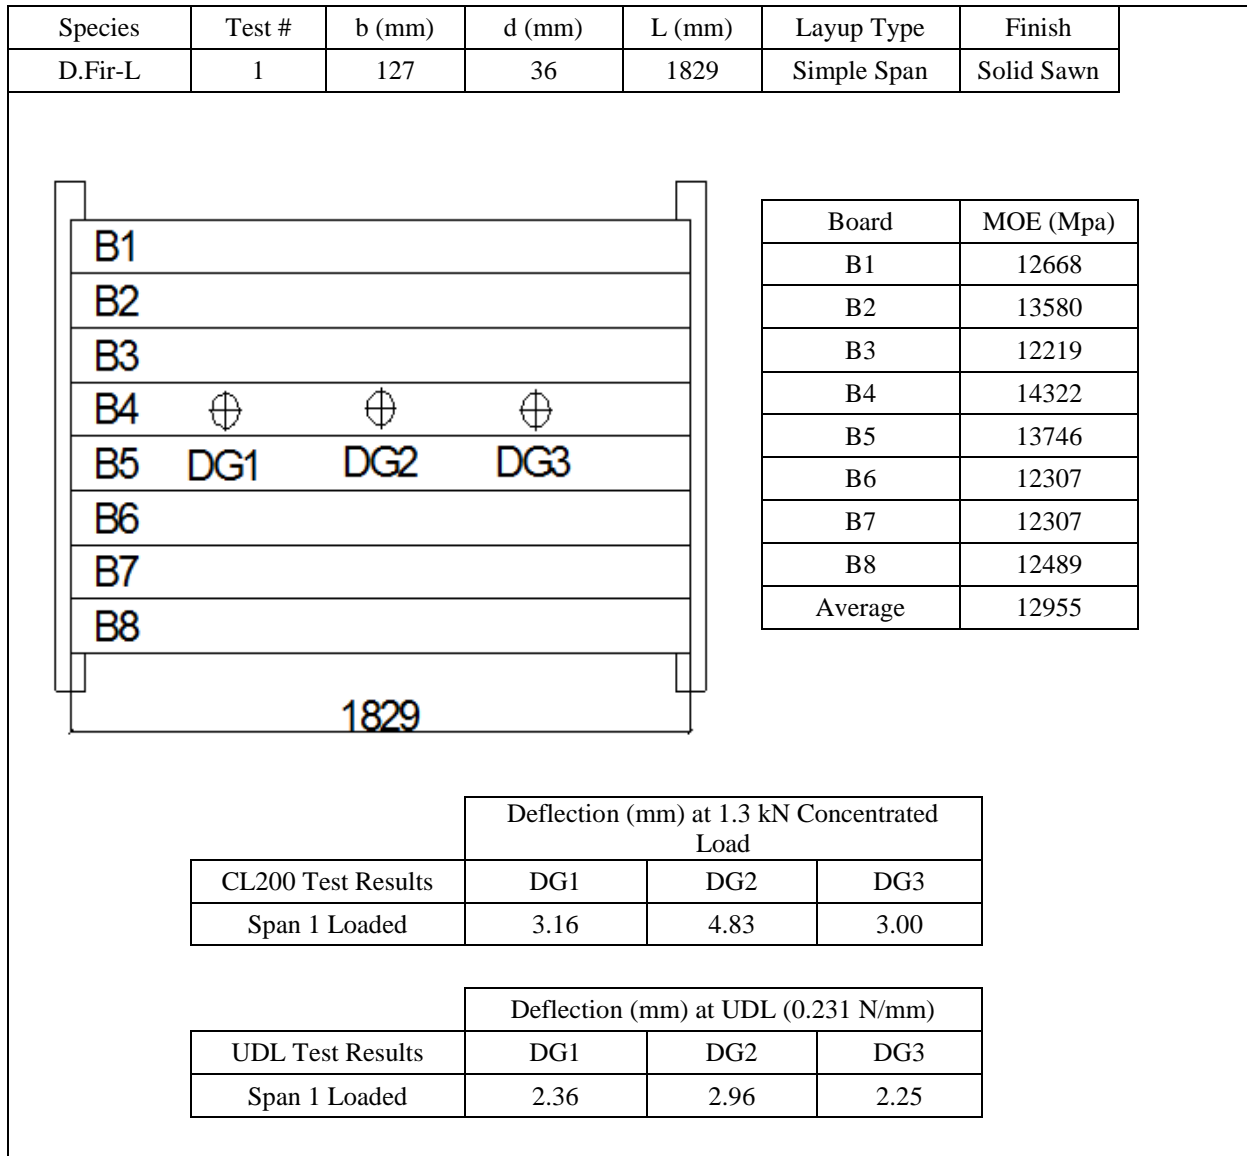 Species Test # b (mm) d (mm) L (mm) Layup Type Finish
D.Fir-L 1 127 36 1829 Simple Span Solid Sawn
B1
B2
B3
B4
B5 DG1 DG2 DG3
B6
B7
B8
1829
Board MOE (Mpa)
B1 12668
B2 13580
B3 12219
B4 14322
B5 13746
B6 12307
B7 12307
B8 12489
Average 12955
Deflection (mm) at 1.3 kN Concentrated
Load
CL200 Test Results DG1 DG2 DG3
Span 1 Loaded 3.16 4.83 3.00
Deflection (mm) at UDL (0.231 N/mm)
UDL Test Results DG1 DG2 DG3
Span 1 Loaded 2.36 2.96 2.25